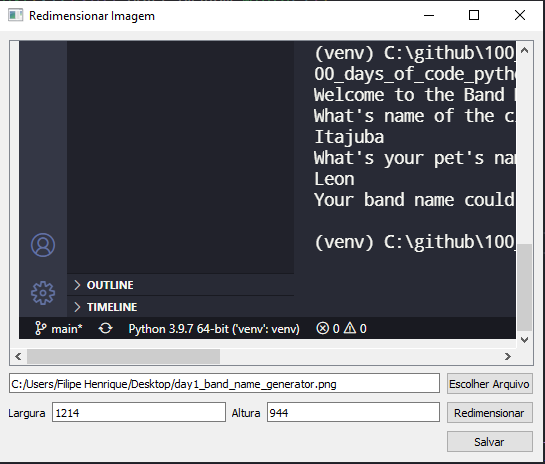 Redimensionar Imagem
(venv) C:\github\100_
00_days_of_code_pyth
Welcome to the Band
What's name of the c
Itajuba
What's your pet's na
Leon
Your band name could
(venv) C:\github\100_
OUTLINE
TIMELINE
main* Python 3.9.7 64-bit ('venv': venv) 0 0
C:/Users/Filipe Henrique/Desktop/day1_band_name_generator.png Escolher Arquivo
Largura 1214 Altura 944 Redimensionar
Salvar